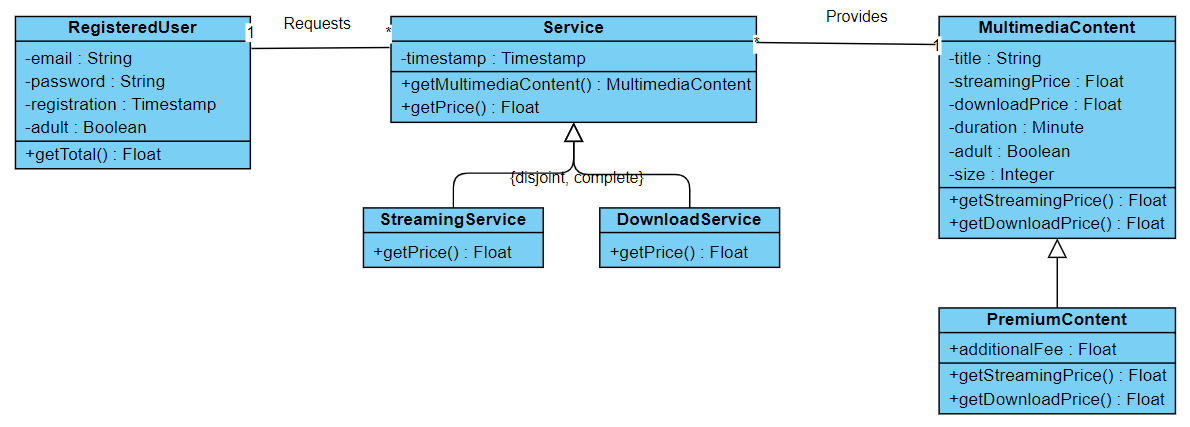 RegisteredUser
-email : String
-password : String
-registration : Timestamp
-adult : Boolean
+getTotal() : Float
1
Requests
*
Service
-timestamp : Timestamp
+getMultimediaContent() : MultimediaContent
+getPrice() : Float
*
Provides
1
MultimediaContent
-title : String
-streamingPrice : Float
-downloadPrice : Float
-duration : Minute
-adult : Boolean
-size : Integer
+getStreamingPrice() : Float
+getDownloadPrice() : Float
{disjoint, complete}
StreamingService
+getPrice() : Float
DownloadService
+getPrice() : Float
PremiumContent
+additionalFee : Float
+getStreamingPrice() : Float
+getDownloadPrice() : Float